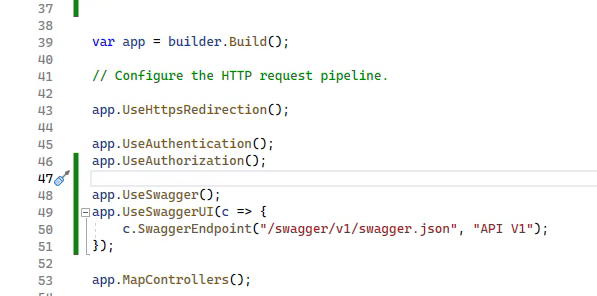 37
38
39 var app = builder.Build();
40
41 // Configure the HTTP request pipeline.
42
43 app.UseHttpsRedirection();
44
45 app.UseAuthentication();
46 app.UseAuthorization();
47
48 app.UseSwagger();
49 app.UseSwaggerUI(c => {
50     c.SwaggerEndpoint("/swagger/v1/swagger.json", "API V1");
51 });
52
53 app.MapControllers();